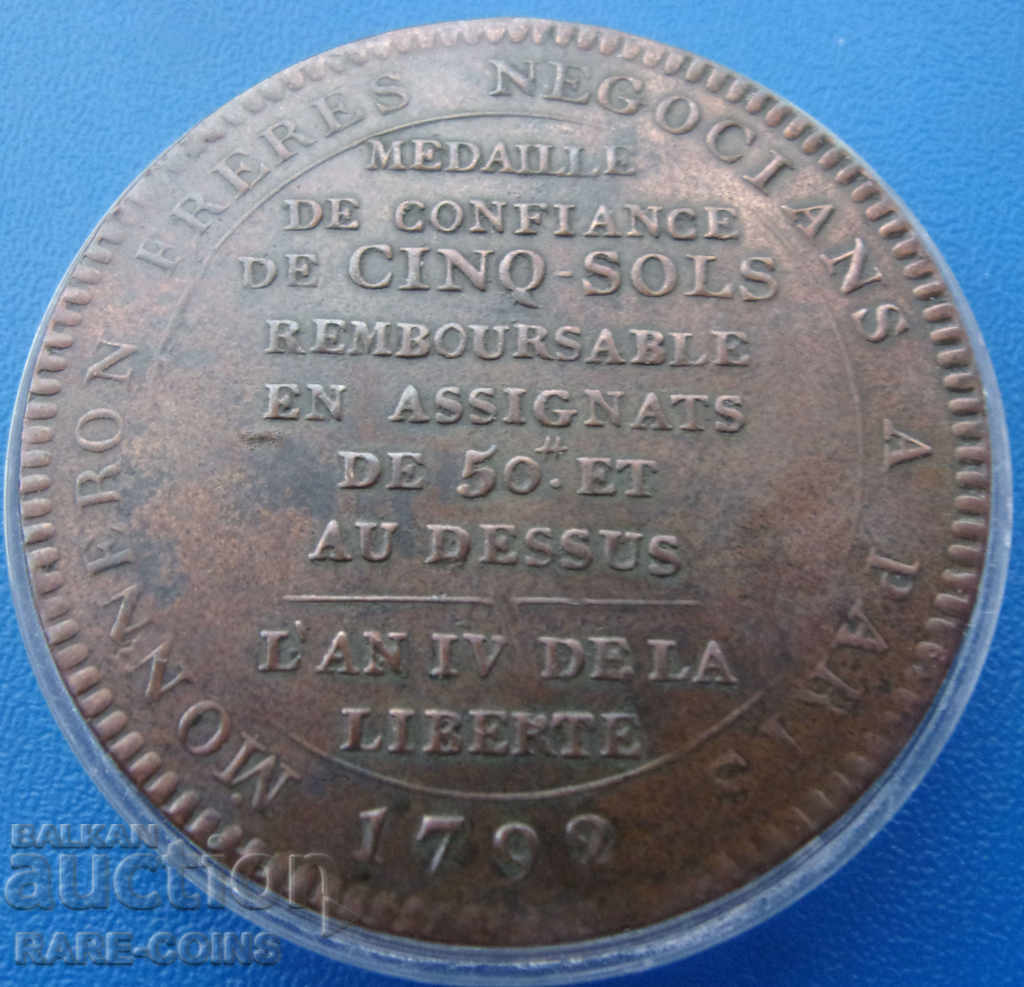 MONNERON FRERES NEGOCIANS A PARIS
MEDAILLE
DE CONFIANCE
DE CINQ-SOLS
REMBOURSABLE
EN ASSIGNATS
DE 50.ᵗᵗ ET
AU DESSUS
L'AN IV DE LA
LIBERTE
1792
BALKAN
auction
RARE-COINS